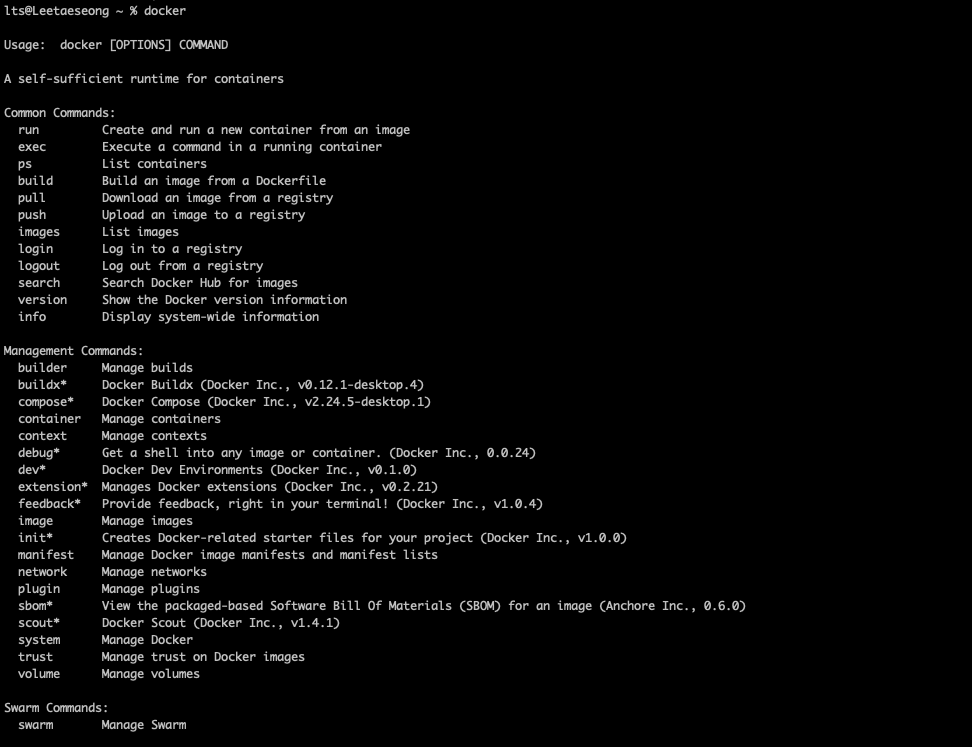 lts@Leetaeseong ~ % docker
Usage:  docker [OPTIONS] COMMAND
A self-sufficient runtime for containers
Common Commands:
  run         Create and run a new container from an image
  exec        Execute a command in a running container
  ps          List containers
  build       Build an image from a Dockerfile
  pull        Download an image from a registry
  push        Upload an image to a registry
  images      List images
  login       Log in to a registry
  logout      Log out from a registry
  search      Search Docker Hub for images
  version     Show the Docker version information
  info        Display system-wide information
Management Commands:
  builder     Manage builds
  buildx*     Docker Buildx (Docker Inc., v0.12.1-desktop.4)
  compose*    Docker Compose (Docker Inc., v2.24.5-desktop.1)
  container   Manage containers
  context     Manage contexts
  debug*      Get a shell into any image or container. (Docker Inc., 0.0.24)
  dev*        Docker Dev Environments (Docker Inc., v0.1.0)
  extension*  Manages Docker extensions (Docker Inc., v0.2.21)
  feedback*   Provide feedback, right in your terminal! (Docker Inc., v1.0.4)
  image       Manage images
  init*       Creates Docker-related starter files for your project (Docker Inc., v1.0.0)
  manifest    Manage Docker image manifests and manifest lists
  network     Manage networks
  plugin      Manage plugins
  sbom*       View the packaged-based Software Bill Of Materials (SBOM) for an image (Anchore Inc., 0.6.0)
  scout*      Docker Scout (Docker Inc., v1.4.1)
  system      Manage Docker
  trust       Manage trust on Docker images
  volume      Manage volumes
Swarm Commands:
  swarm       Manage Swarm